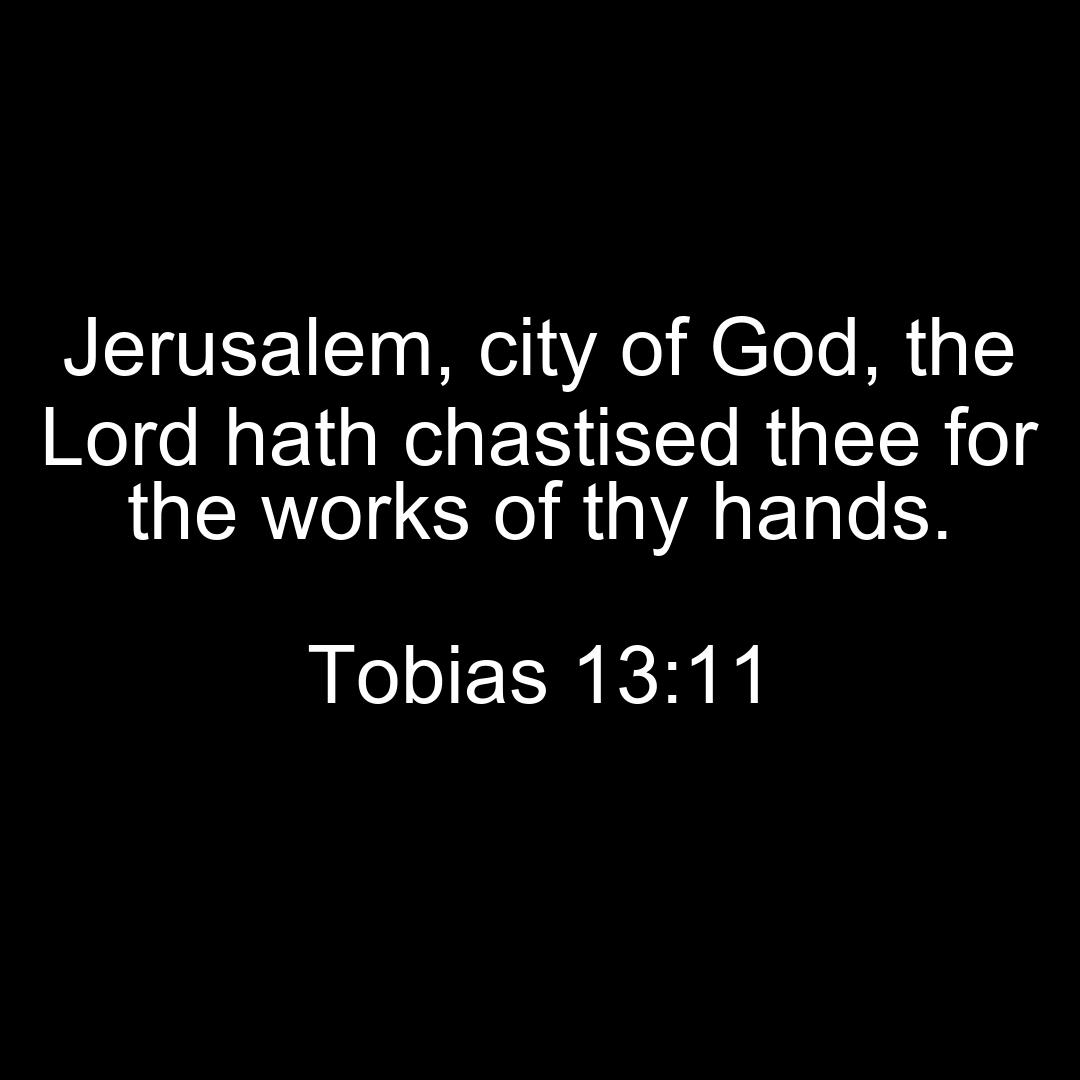 Jerusalem, city of God, the
Lord hath chastised thee for
the works of thy hands.
Tobias 13:11